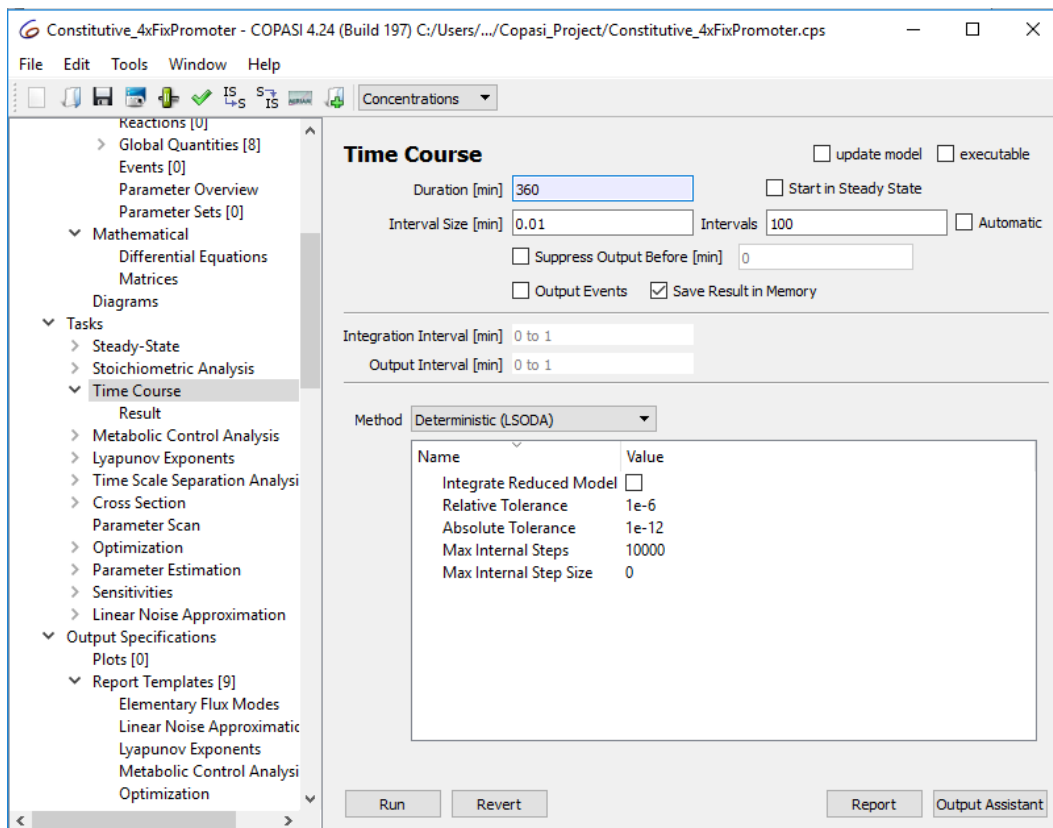 Constitutive_4xFixPromoter - COPASI 4.24 (Build 197) C:/Users/.../Copasi_Project/Constitutive_4xFixPromoter.cps
File Edit Tools Window Help
Concentrations
Reactions [0]
Global Quantities [8]
Events [0]
Parameter Overview
Parameter Sets [0]
Mathematical
Differential Equations
Matrices
Diagrams
Tasks
Steady-State
Stoichiometric Analysis
Time Course
Result
Metabolic Control Analysis
Lyapunov Exponents
Time Scale Separation Analysi
Cross Section
Parameter Scan
Optimization
Parameter Estimation
Sensitivities
Linear Noise Approximation
Output Specifications
Plots [0]
Report Templates [9]
Elementary Flux Modes
Linear Noise Approximatic
Lyapunov Exponents
Metabolic Control Analysi
Optimization
Time Course update model executable
Duration [min] 360 Start in Steady State
Interval Size [min] 0.01 Intervals 100 Automatic
Suppress Output Before [min] 0
Output Events Save Result in Memory
Integration Interval [min] 0 to 1
Output Interval [min] 0 to 1
Method Deterministic (LSODA)
Name Value
Integrate Reduced Model
Relative Tolerance 1e-6
Absolute Tolerance 1e-12
Max Internal Steps 10000
Max Internal Step Size 0
Run Revert Report Output Assistant